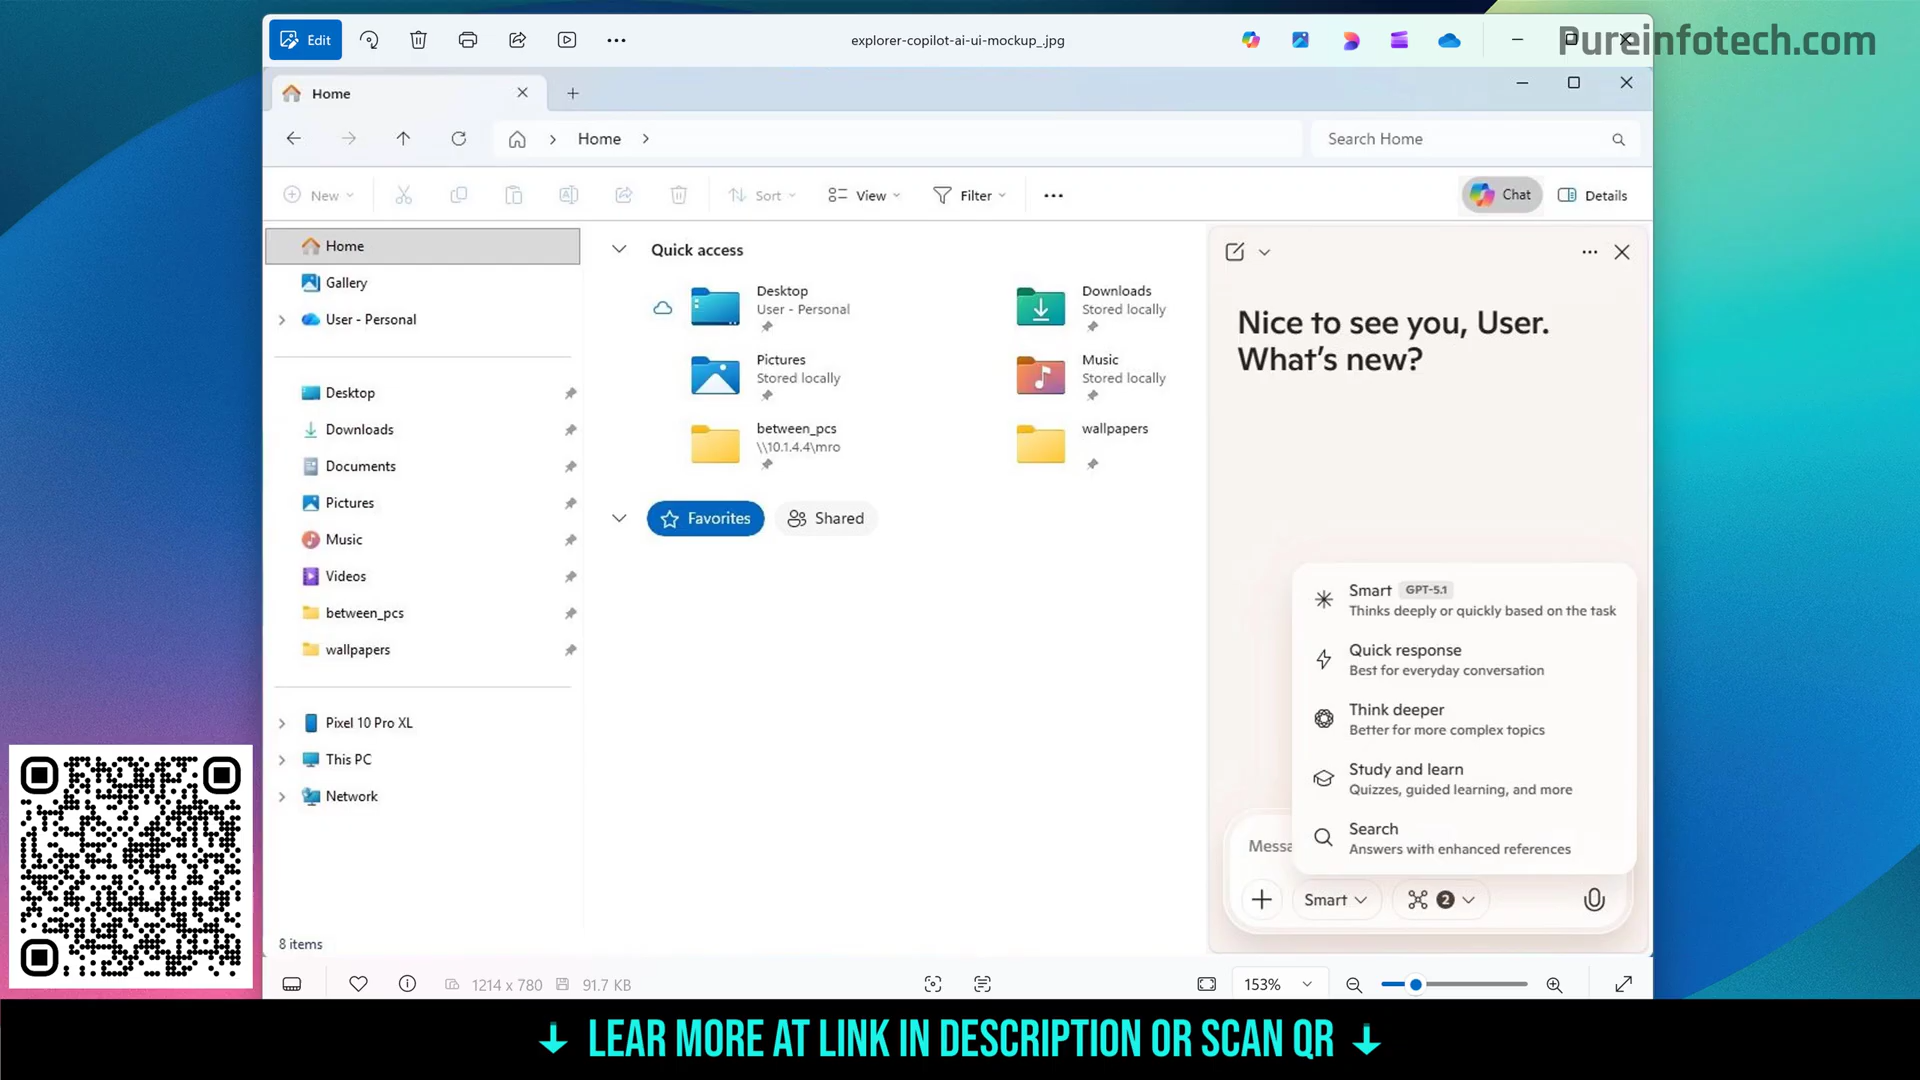 Edit
explorer-copilot-ai-ui-mockup_.jpg
Pureinfotech.com
Home
Home
Search Home
New
Sort
View
Filter
Chat
Details
Home
Gallery
User - Personal
Desktop
Downloads
Documents
Pictures
Music
Videos
between_pcs
wallpapers
Pixel 10 Pro XL
This PC
Network
8 items
Quick access
Desktop
User - Personal
Downloads
Stored locally
Pictures
Stored locally
Music
Stored locally
between_pcs
\\10.1.4.4\mro
wallpapers
Favorites
Shared
Nice to see you, User.
What's new?
Smart GPT-5.1
Thinks deeply or quickly based on the task
Quick response
Best for everyday conversation
Think deeper
Better for more complex topics
Study and learn
Quizzes, guided learning, and more
Search
Answers with enhanced references
Messa
Smart
2
1214 x 780
91.7 KB
153%
LEAR MORE AT LINK IN DESCRIPTION OR SCAN QR